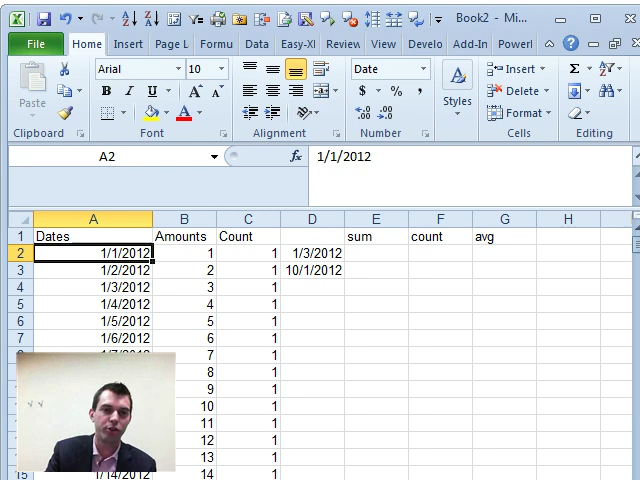 Book2 - Mi...
File Home Insert Page L Formu Data Easy-Xl Review View Develo Add-In Powerl
Arial 10 Date Insert
Paste B I U A A $ % , Styles Delete
Format
Clipboard Font Alignment Number Cells Editing
A2 fx 1/1/2012
A B C D E F G H
1 Dates Amounts Count sum count avg
2 1/1/2012 1 1 1/3/2012
3 1/2/2012 2 1 10/1/2012
4 1/3/2012 3 1
5 1/4/2012 4 1
6 1/5/2012 5 1
7 1/6/2012 6 1
8 1/7/2012 7 1
8 1
9 1
10 1
11 1
12 1
13 1
15 1/14/2012 14 1